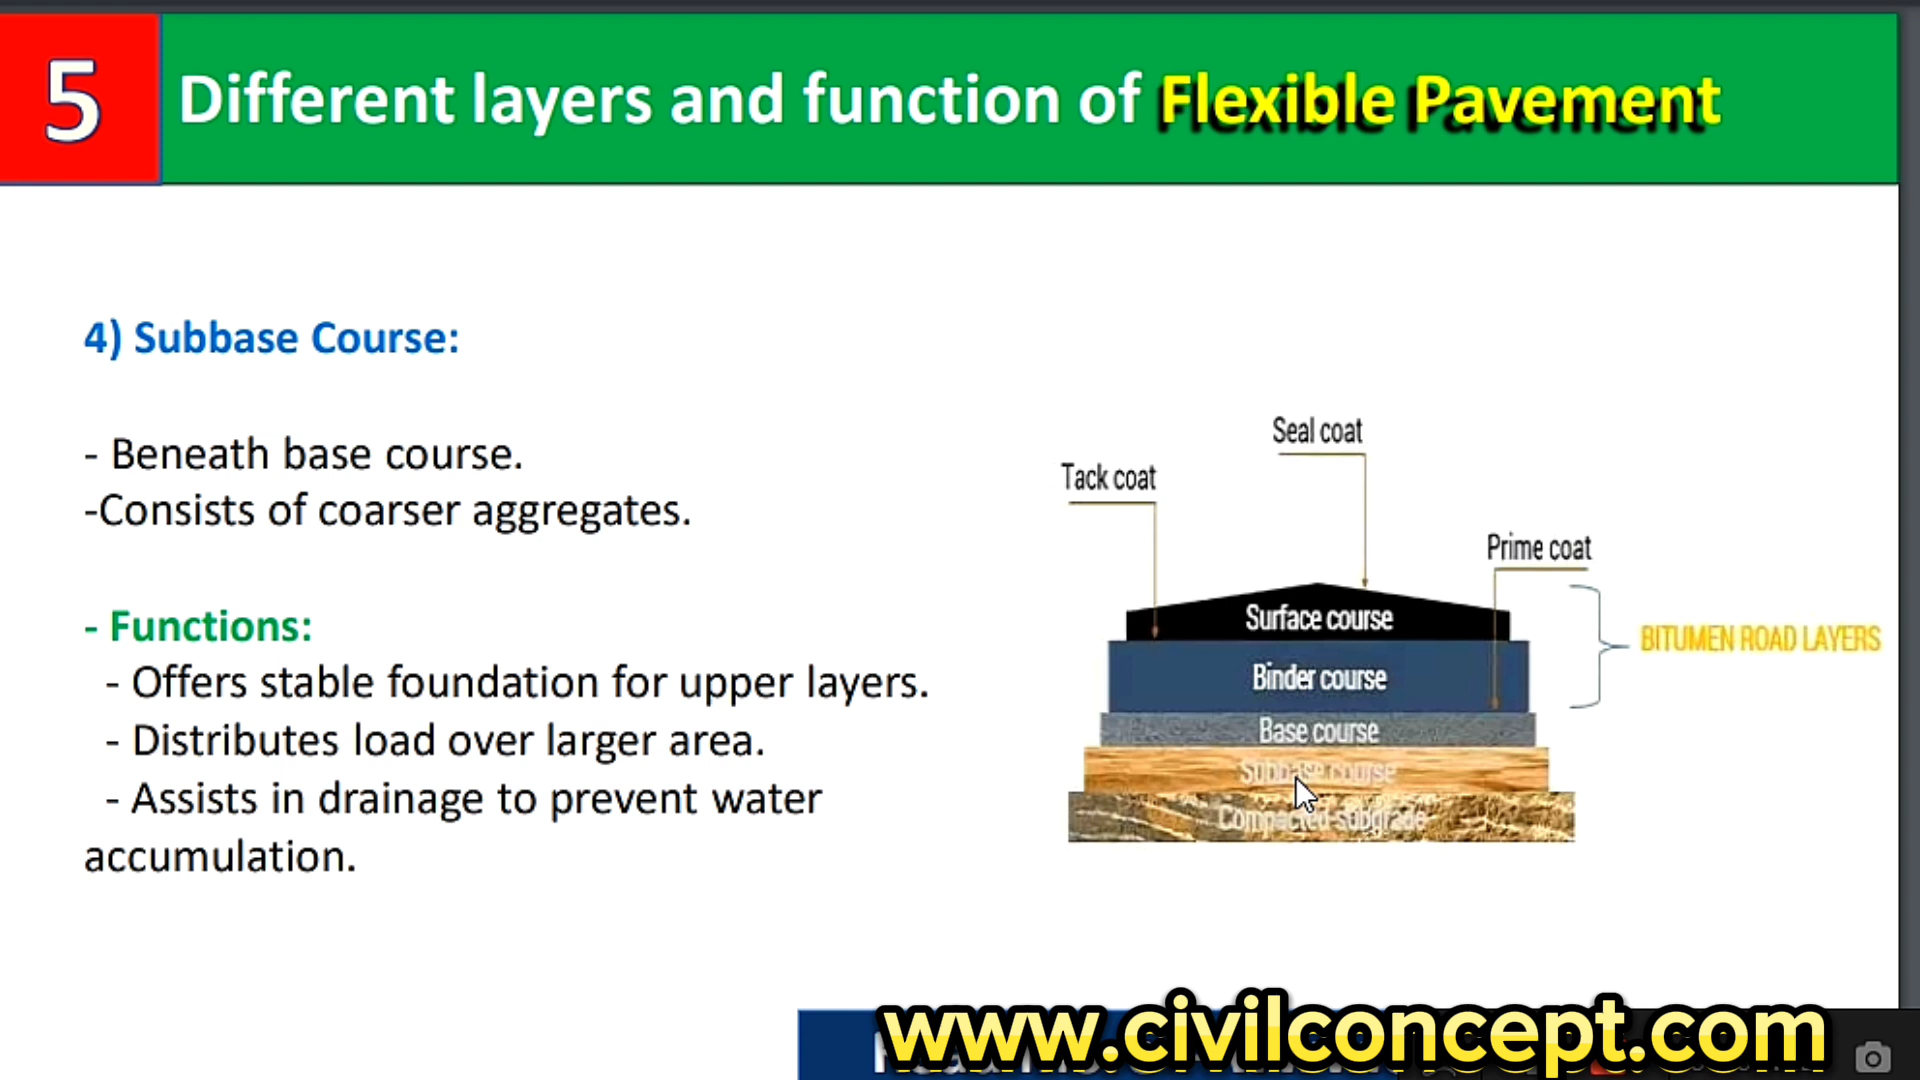 5
Different layers and function of Flexible Pavement
4) Subbase Course:
- Beneath base course.
-Consists of coarser aggregates.
- Functions:
- Offers stable foundation for upper layers.
- Distributes load over larger area.
- Assists in drainage to prevent water
accumulation.
Seal coat
Tack coat
Prime coat
Surface course
BITUMEN ROAD LAYERS
Binder course
Base course
Subbase course
Compacted subgrade
www.civilconcept.com